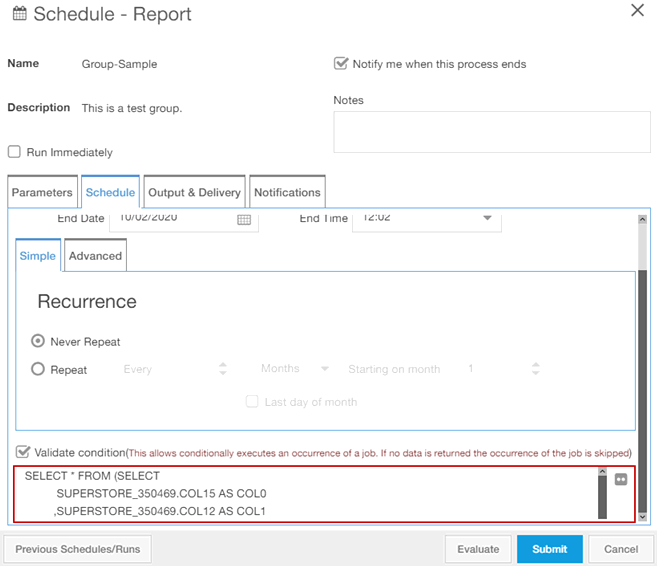 Schedule - Report
Name Group-Sample
Notify me when this process ends
Description This is a test group.
Notes
Run Immediately
Parameters Schedule Output & Delivery Notifications
End Date 10/02/2020 End Time 12:02
Simple Advanced
Recurrence
Never Repeat
Repeat Every Months Starting on month 1
Last day of month
Validate condition(This allows conditionally executes an occurrence of a job. If no data is returned the occurrence of the job is skipped)
SELECT * FROM (SELECT
SUPERSTORE_350469.COL15 AS COL0
,SUPERSTORE_350469.COL12 AS COL1
Previous Schedules/Runs Evaluate Submit Cancel